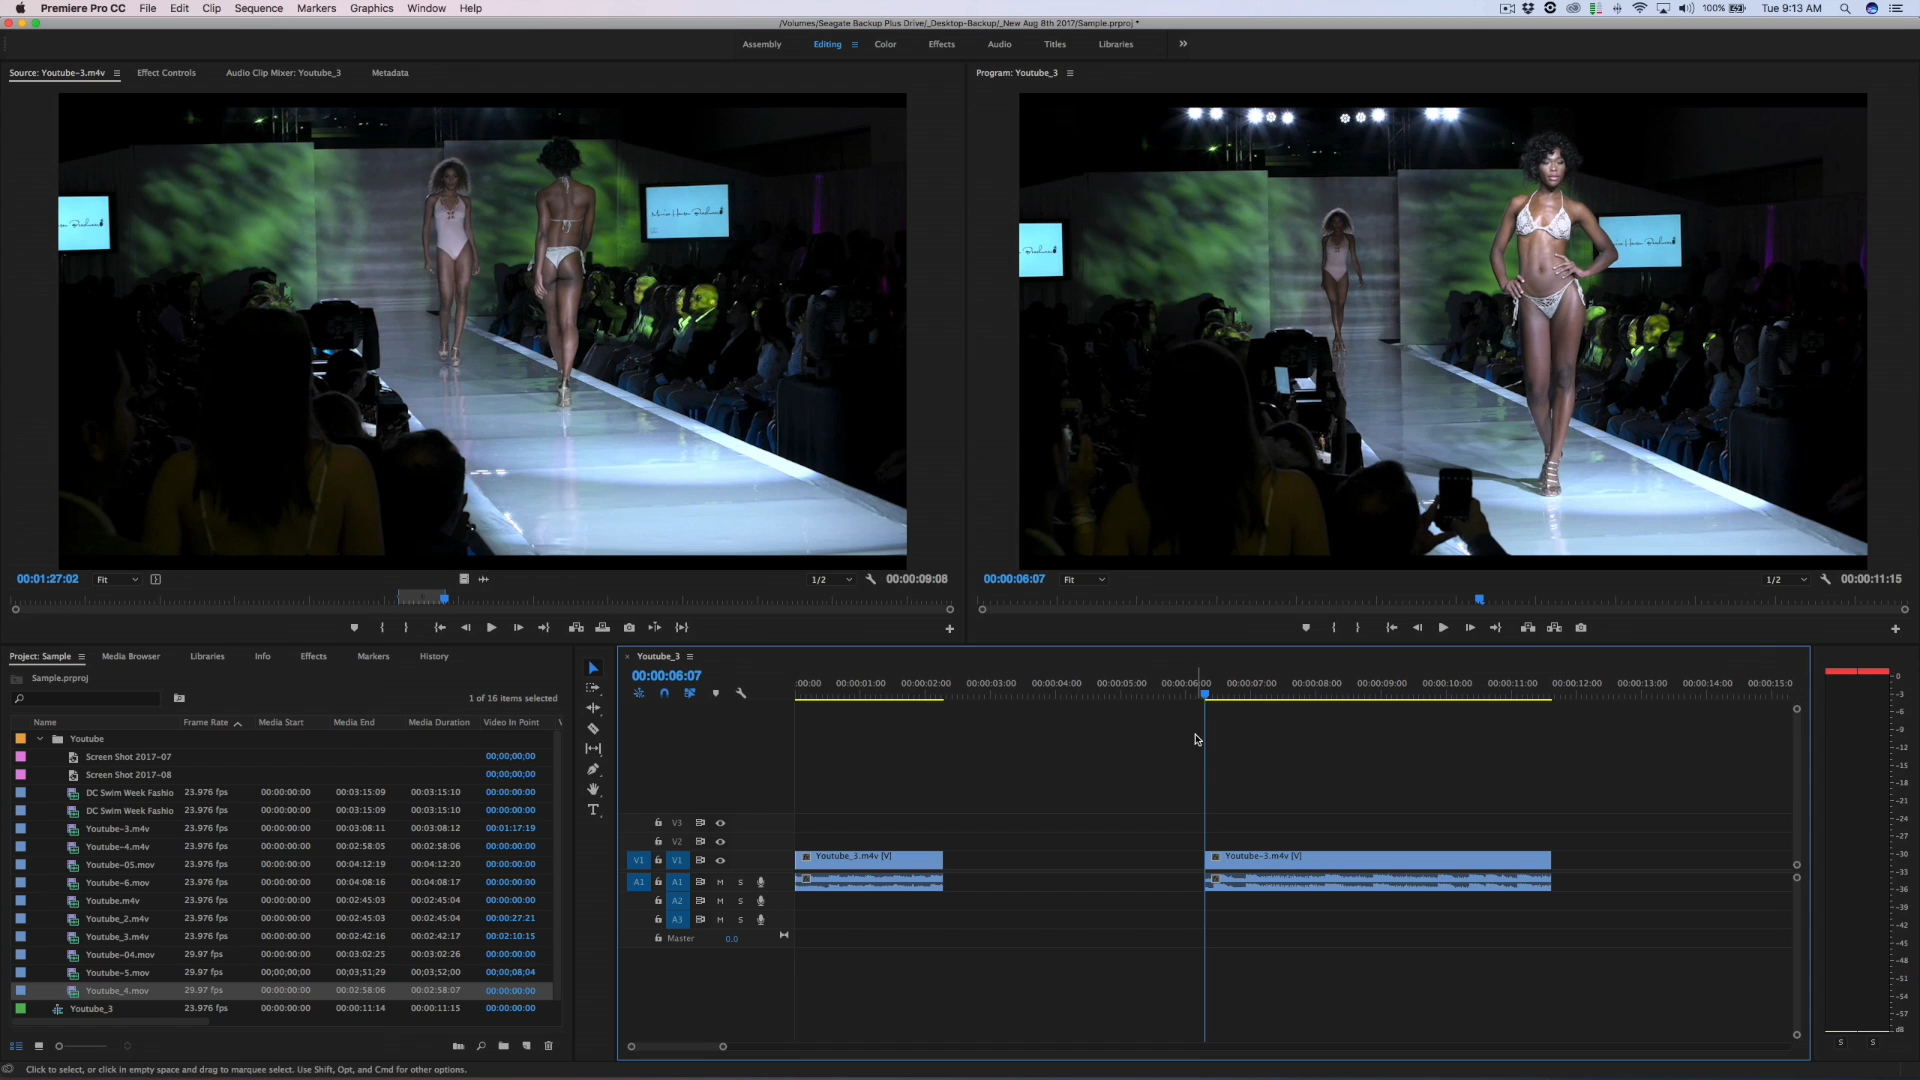 Premiere Pro CC File Edit Clip Sequence Markers Graphics Window Help 100% Tue 9:13 AM
/Volumes/Seagate Backup Plus Drive/_Desktop-Backup/_New Aug 8th 2017/Sample.prproj *
Assembly Editing Color Effects Audio Titles Libraries
Source: Youtube-3.m4v Effect Controls Audio Clip Mixer: Youtube_3 Metadata
Program: Youtube_3
00:01:27:02 Fit 1/2 00:00:09:08
00:00:06:07 Fit 1/2 00:00:11:15
Project: Sample Media Browser Libraries Info Effects Markers History
Sample.prproj
1 of 16 items selected
Name Frame Rate Media Start Media End Media Duration Video In Point
Youtube
Screen Shot 2017-07 00;00;00;00
Screen Shot 2017-08 00;00;00;00
DC Swim Week Fashio 23.976 fps 00:00:00:00 00:03:15:09 00:03:15:10 00:00:00:00
DC Swim Week Fashio 23.976 fps 00:00:00:00 00:03:15:09 00:03:15:10 00:00:00:00
Youtube-3.m4v 23.976 fps 00:00:00:00 00:03:08:11 00:03:08:12 00:01:17:19
Youtube-4.m4v 23.976 fps 00:00:00:00 00:02:58:05 00:02:58:06 00:00:00:00
Youtube-05.mov 23.976 fps 00:00:00:00 00:04:12:19 00:04:12:20 00:00:00:00
Youtube-6.mov 23.976 fps 00:00:00:00 00:04:08:16 00:04:08:17 00:00:00:00
Youtube.m4v 23.976 fps 00:00:00:00 00:02:45:03 00:02:45:04 00:00:00:00
Youtube_2.m4v 23.976 fps 00:00:00:00 00:02:45:03 00:02:45:04 00:00:27:21
Youtube_3.m4v 23.976 fps 00:00:00:00 00:02:42:16 00:02:42:17 00:02:10:15
Youtube-04.mov 29.97 fps 00:00:00:00 00:03:02:25 00:03:02:26 00:00:00:00
Youtube-5.mov 29.97 fps 00;00;00;00 00;03;51;29 00;03;52;00 00;00;08;04
Youtube_4.mov 29.97 fps 00:00:00:00 00:02:58:06 00:02:58:07 00:00:00:00
Youtube_3 23.976 fps 00:00:00:00 00:00:11:14 00:00:11:15 00:00:00:00
Youtube_3
00:00:06:07
:00:00 00:00:01:00 00:00:02:00 00:00:03:00 00:00:04:00 00:00:05:00 00:00:06:00 00:00:07:00 00:00:08:00 00:00:09:00 00:00:10:00 00:00:11:00 00:00:12:00 00:00:13:00 00:00:14:00 00:00:15:0
V3
V2
V1 V1 Youtube_3.m4v [V] Youtube-3.m4v [V]
A1 A1 M S
A2 M S
A3 M S
Master 0.0
0
-3
-6
-9
-12
-15
-18
-21
-24
-27
-30
-33
-36
-39
-42
-45
-48
-51
-54
-57
dB
S S
Click to select, or click in empty space and drag to marquee select. Use Shift, Opt, and Cmd for other options.